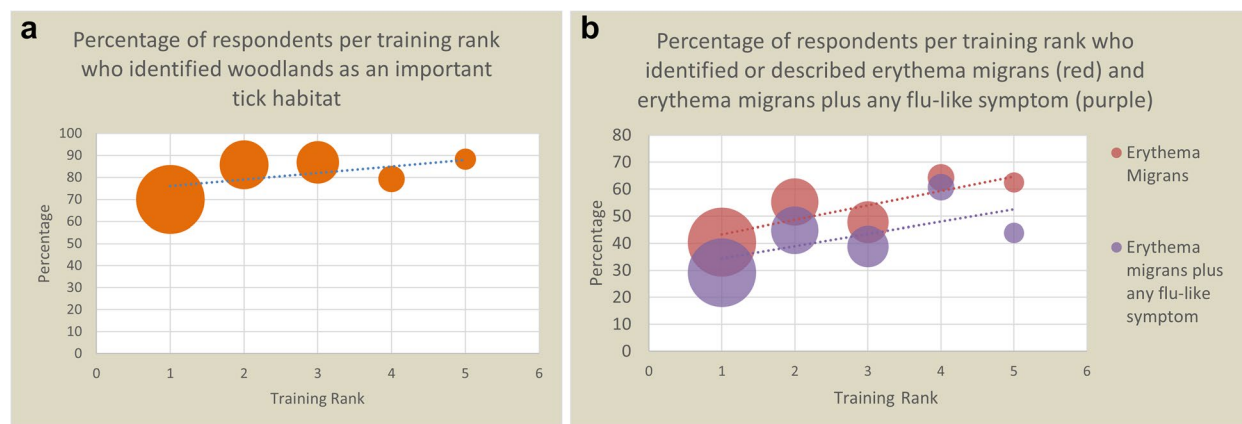 a
Percentage of respondents per training rank
who identified woodlands as an important
tick habitat
100
90
80
70
60
50
40
30
20
10
0
Percentage
0 1 2 3 4 5 6
Training Rank
b
Percentage of respondents per training rank who
identified or described erythema migrans (red) and
erythema migrans plus any flu-like symptom (purple)
80
70
60
50
40
30
20
10
0
Percentage
0 1 2 3 4 5 6
Training Rank
Erythema
Migrans
Erythema
migrans plus
any flu-like
symptom